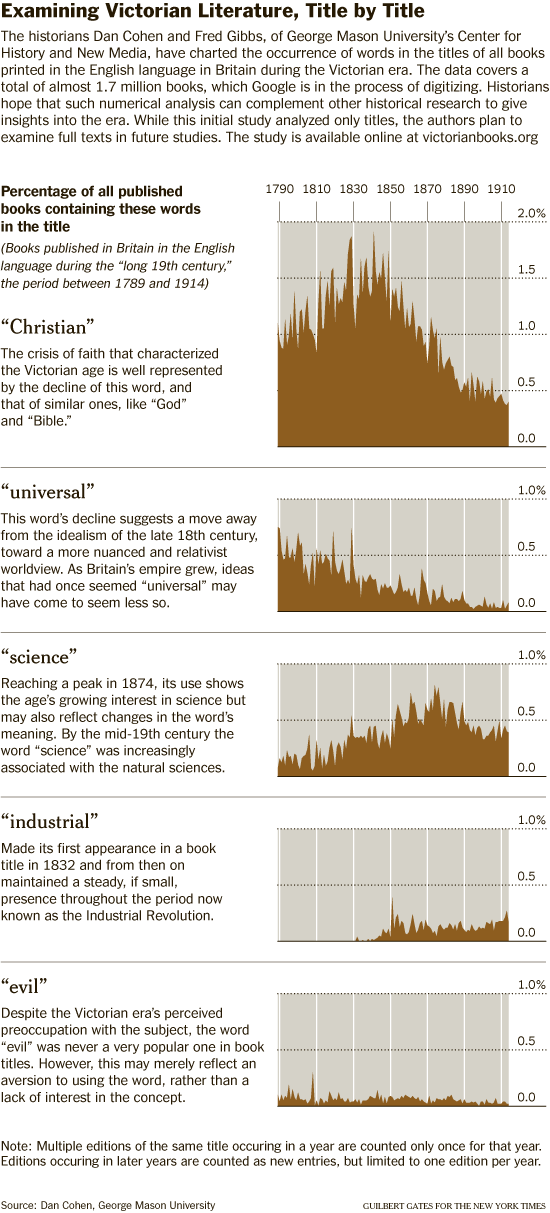 Examining Victorian Literature, Title by Title
The historians Dan Cohen and Fred Gibbs, of George Mason University's Center for
History and New Media, have charted the occurrence of words in the titles of all books
printed in the English language in Britain during the Victorian era. The data covers a
total of almost 1.7 million books, which Google is in the process of digitizing. Historians
hope that such numerical analysis can complement other historical research to give
insights into the era. While this initial study analyzed only titles, the authors plan to
examine full texts in future studies. The study is available online at victorianbooks.org
Percentage of all published
books containing these words
in the title
(Books published in Britain in the English
language during the “long 19th century,”
the period between 1789 and 1914)
1790 1810 1830 1850 1870 1890 1910
2.0%
1.5
1.0
0.5
0.0
“Christian”
The crisis of faith that characterized
the Victorian age is well represented
by the decline of this word, and
that of similar ones, like “God”
and “Bible.”
“universal”
This word's decline suggests a move away
from the idealism of the late 18th century,
toward a more nuanced and relativist
worldview. As Britain's empire grew, ideas
that had once seemed “universal” may
have come to seem less so.
1.0%
0.5
0.0
“science”
Reaching a peak in 1874, its use shows
the age's growing interest in science but
may also reflect changes in the word's
meaning. By the mid-19th century the
word “science” was increasingly
associated with the natural sciences.
1.0%
0.5
0.0
“industrial”
Made its first appearance in a book
title in 1832 and from then on
maintained a steady, if small,
presence throughout the period now
known as the Industrial Revolution.
1.0%
0.5
0.0
“evil”
Despite the Victorian era's perceived
preoccupation with the subject, the word
“evil” was never a very popular one in book
titles. However, this may merely reflect an
aversion to using the word, rather than a
lack of interest in the concept.
1.0%
0.5
0.0
Note: Multiple editions of the same title occuring in a year are counted only once for that year.
Editions occuring in later years are counted as new entries, but limited to one edition per year.
Source: Dan Cohen, George Mason University
GUILBERT GATES FOR THE NEW YORK TIMES